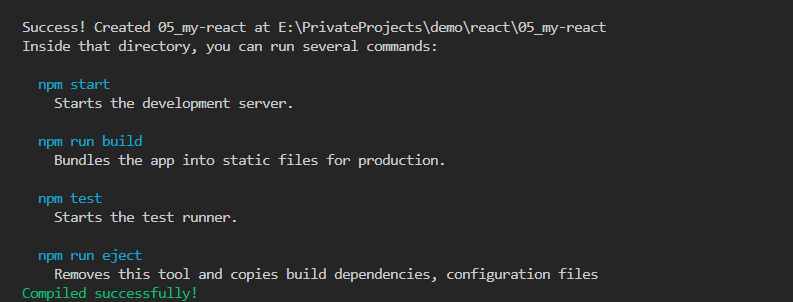 Success! Created 05_my-react at E:\PrivateProjects\demo\react\05_my-react
Inside that directory, you can run several commands:
npm start
Starts the development server.
npm run build
Bundles the app into static files for production.
npm test
Starts the test runner.
npm run eject
Removes this tool and copies build dependencies, configuration files
Compiled successfully!